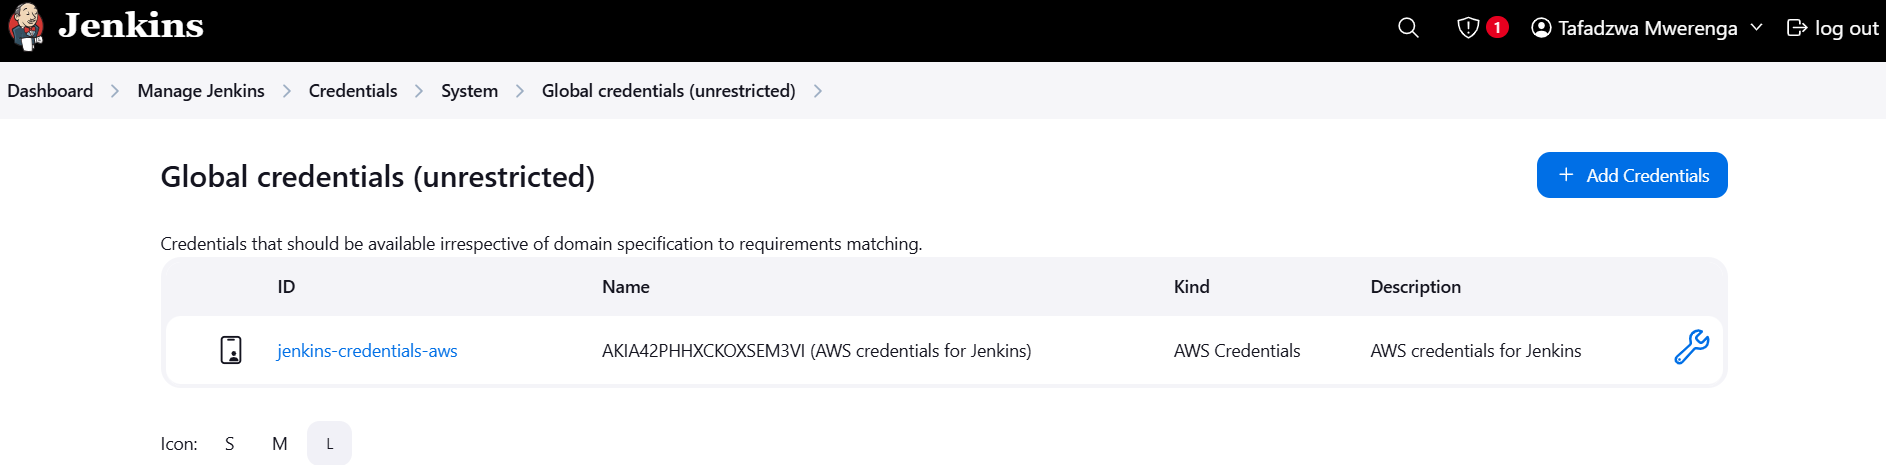 Jenkins
1
Tafadzwa Mwerenga
log out
Dashboard > Manage Jenkins > Credentials > System > Global credentials (unrestricted) >
Global credentials (unrestricted)
+ Add Credentials
Credentials that should be available irrespective of domain specification to requirements matching.
ID Name Kind Description
jenkins-credentials-aws AKIA42PHHXCKOXSEM3VI (AWS credentials for Jenkins) AWS Credentials AWS credentials for Jenkins
Icon: S M L